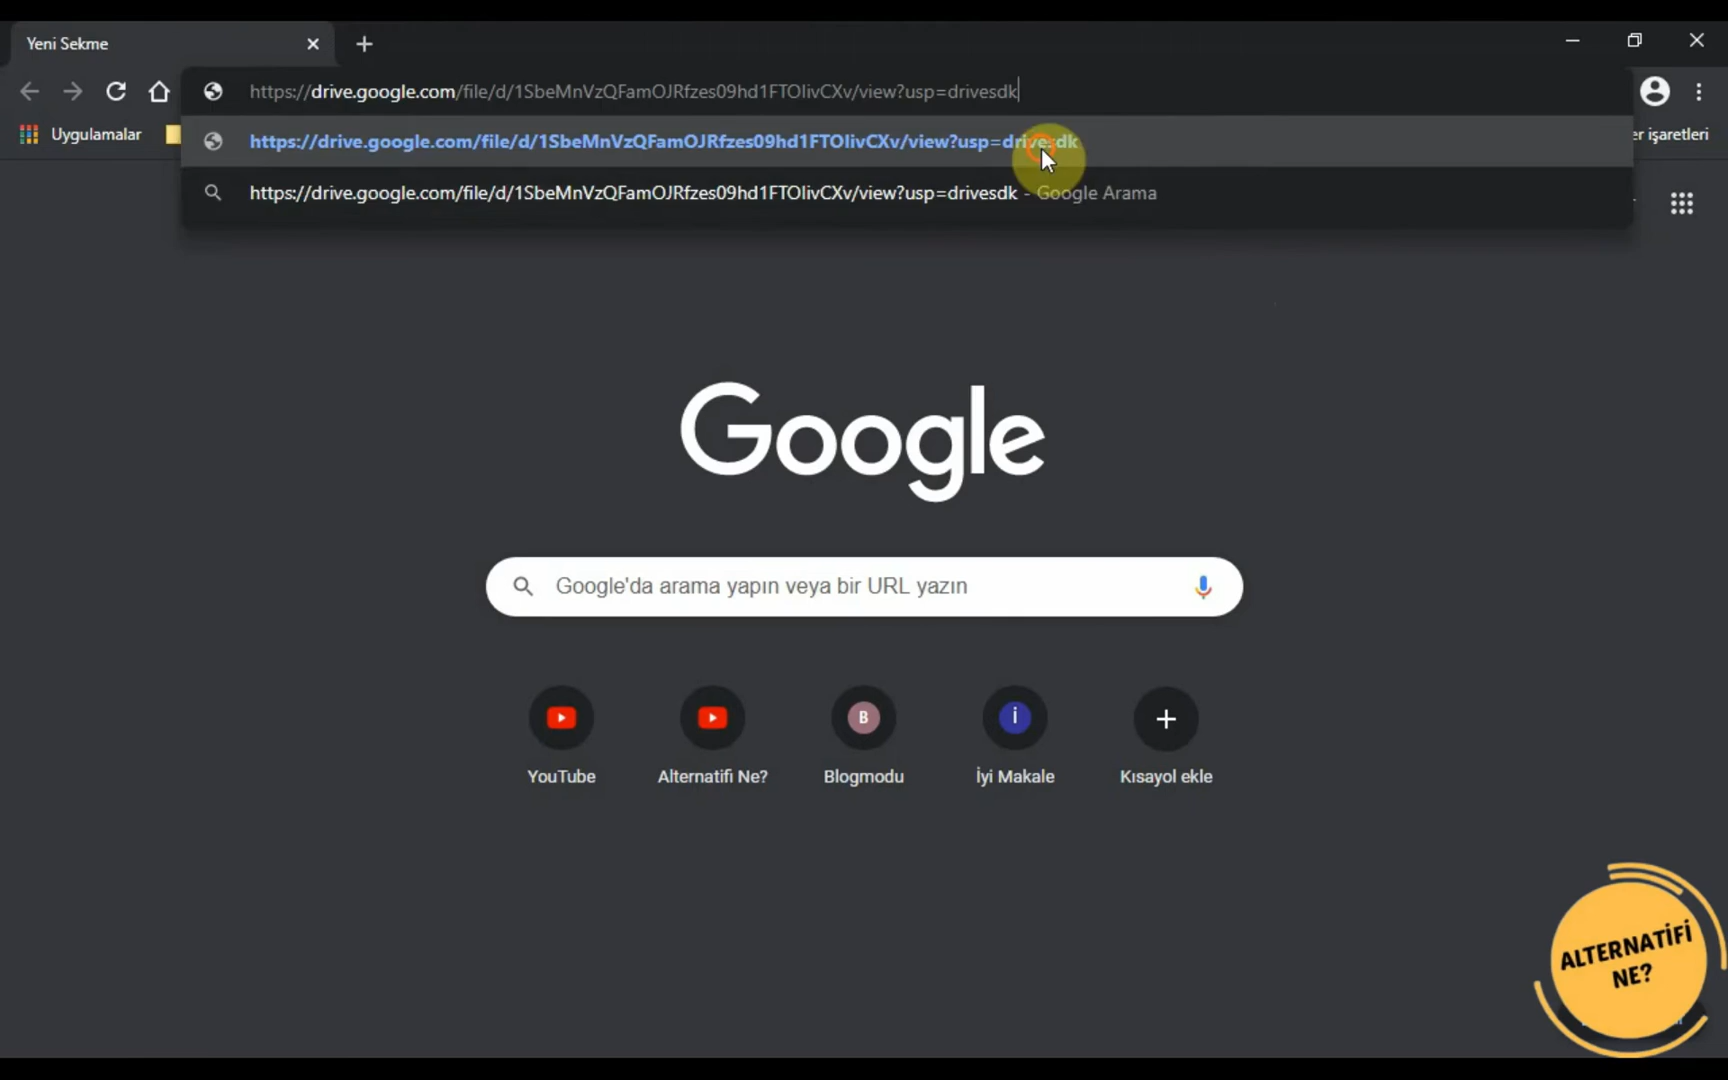 Yeni Sekme
https://drive.google.com/file/d/1SbeMnVzQFamOJRfzes09hd1FTOlivCXv/view?usp=drivesdk
Uygulamalar
er işaretleri
https://drive.google.com/file/d/1SbeMnVzQFamOJRfzes09hd1FTOlivCXv/view?usp=drivesdk
https://drive.google.com/file/d/1SbeMnVzQFamOJRfzes09hd1FTOlivCXv/view?usp=drivesdk - Google Arama
Google
Google'da arama yapın veya bir URL yazın
B
İ
YouTube
Alternatifi Ne?
Blogmodu
İyi Makale
Kısayol ekle
ALTERNATİFİ
NE?